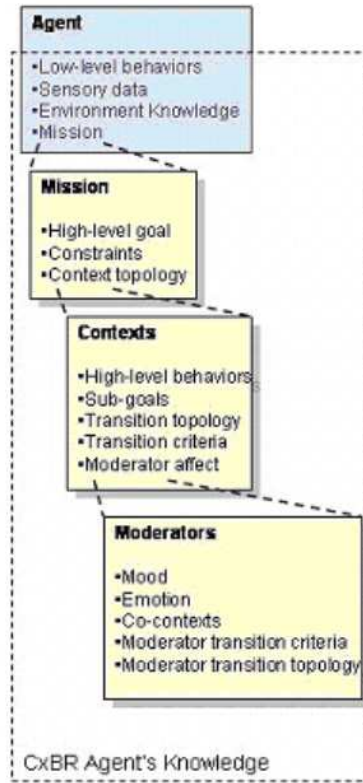 Agent
•Low-level behaviors
•Sensory data
•Environment Knowledge
•Mission
Mission
•High-level goal
•Constraints
•Context topology
Contexts
•High-level behaviors
•Sub-goals
•Transition topology
•Transition criteria
•Moderator affect
Moderators
•Mood
•Emotion
•Co-contexts
•Moderator transition criteria
•Moderator transition topology
CxBR Agent's Knowledge